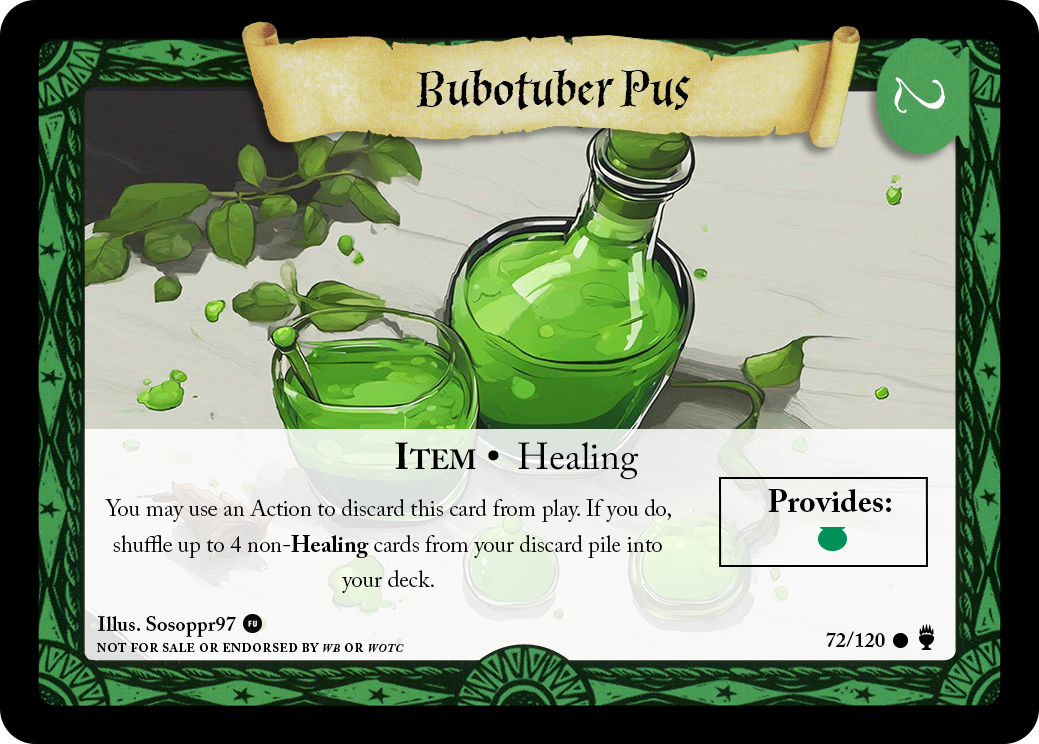 Bubotuber Pus
2
ITEM • Healing
You may use an Action to discard this card from play. If you do,
shuffle up to 4 non-Healing cards from your discard pile into
your deck.
Provides:
Illus. Sosoppr97 FU
NOT FOR SALE OR ENDORSED BY WB OR WOTC
72/120